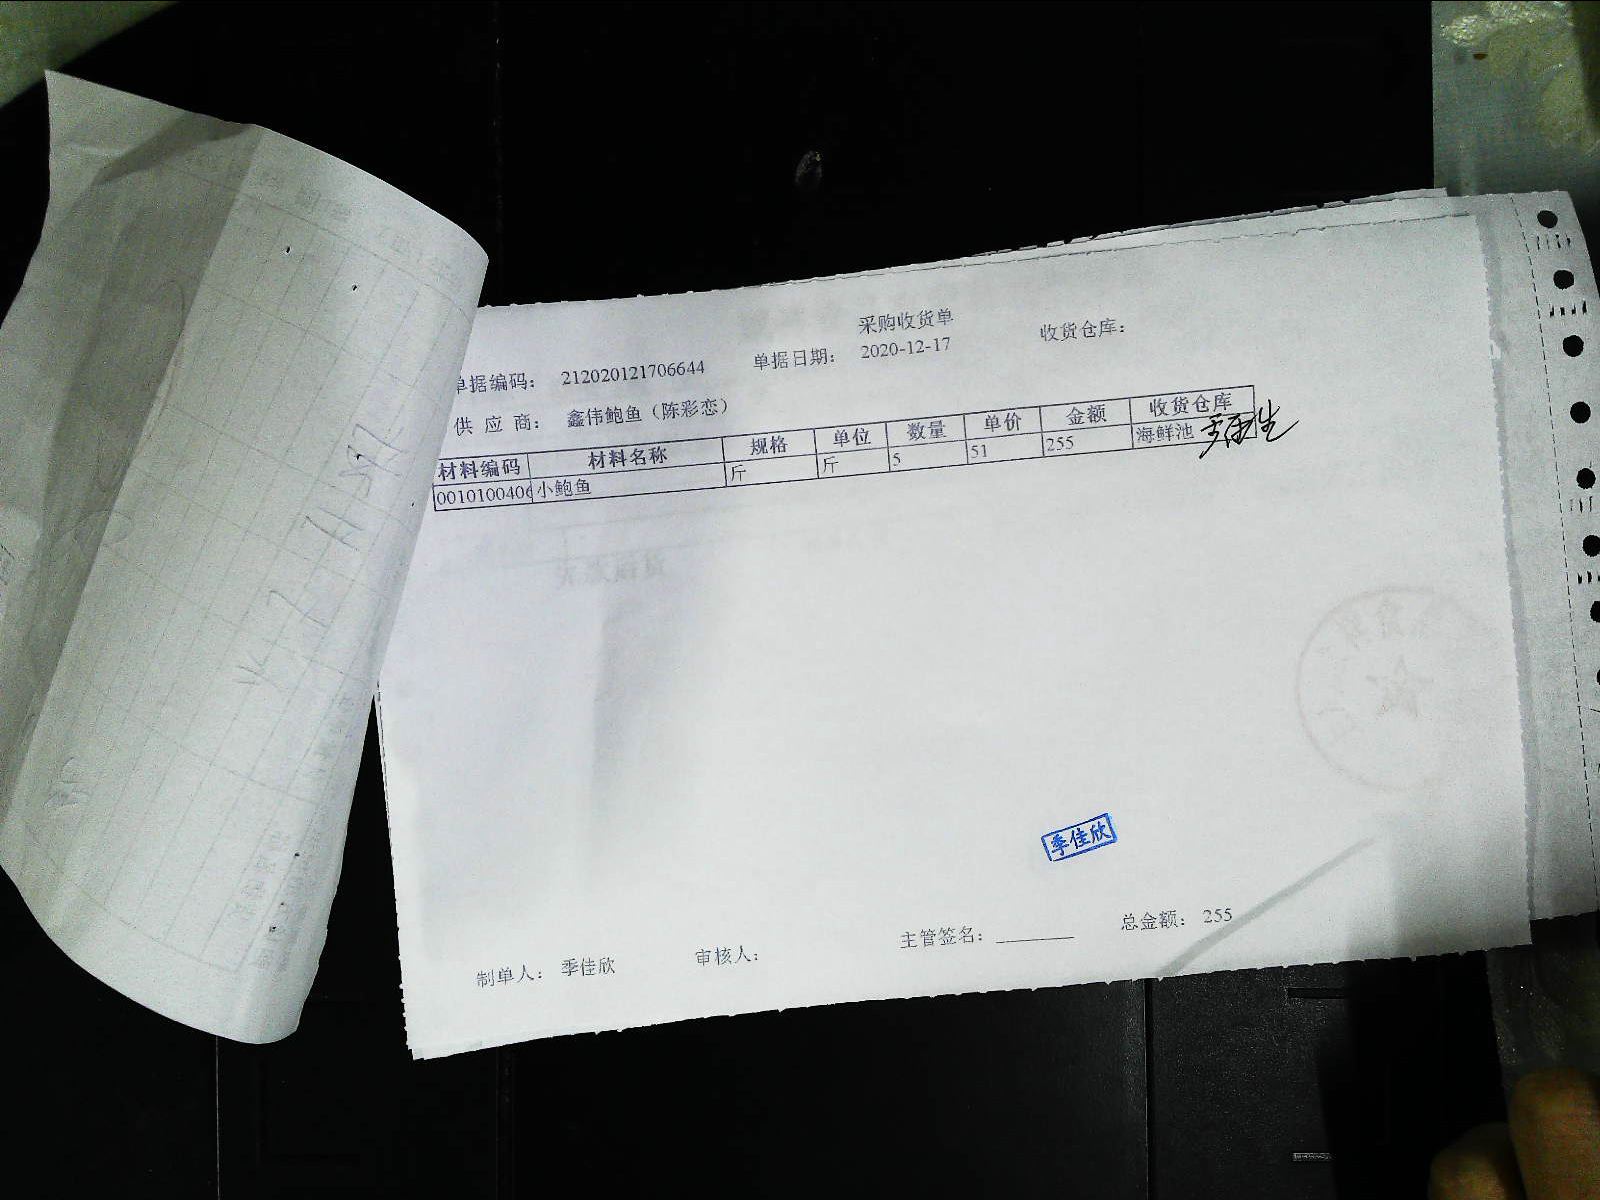 采购收货单
单据编码： 212020121706644 单据日期： 2020-12-17 收货仓库：
供 应 商： 鑫伟鲍鱼（陈彩恋）
材料编码 材料名称 规格 单位 数量 单价 金额 收货仓库
0010100406 小鲍鱼 斤 斤 5 51 255 海鲜池
季佳欣
制单人： 季佳欣 审核人： 主管签名： 总金额： 255